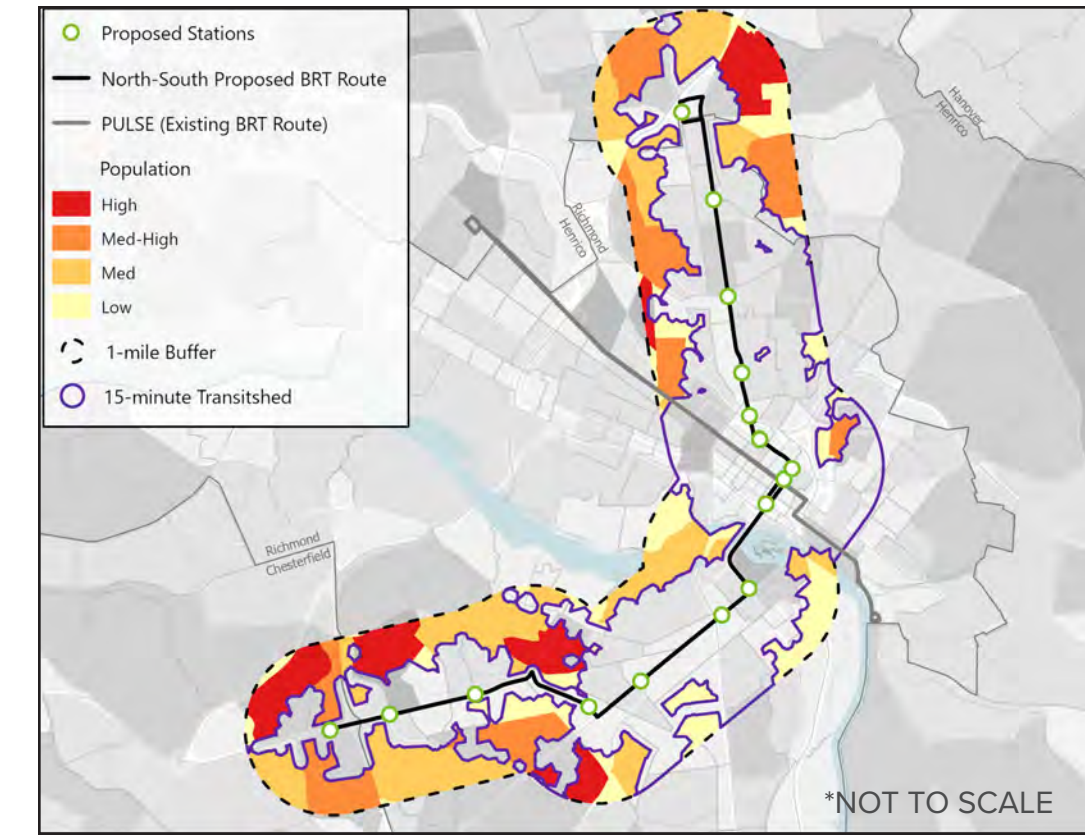 Proposed Stations
North-South Proposed BRT Route
PULSE (Existing BRT Route)
Population
High
Med-High
Med
Low
1-mile Buffer
15-minute Transitshed
Hanover
Henrico
Richmond
Henrico
Richmond
Chesterfield
*NOT TO SCALE